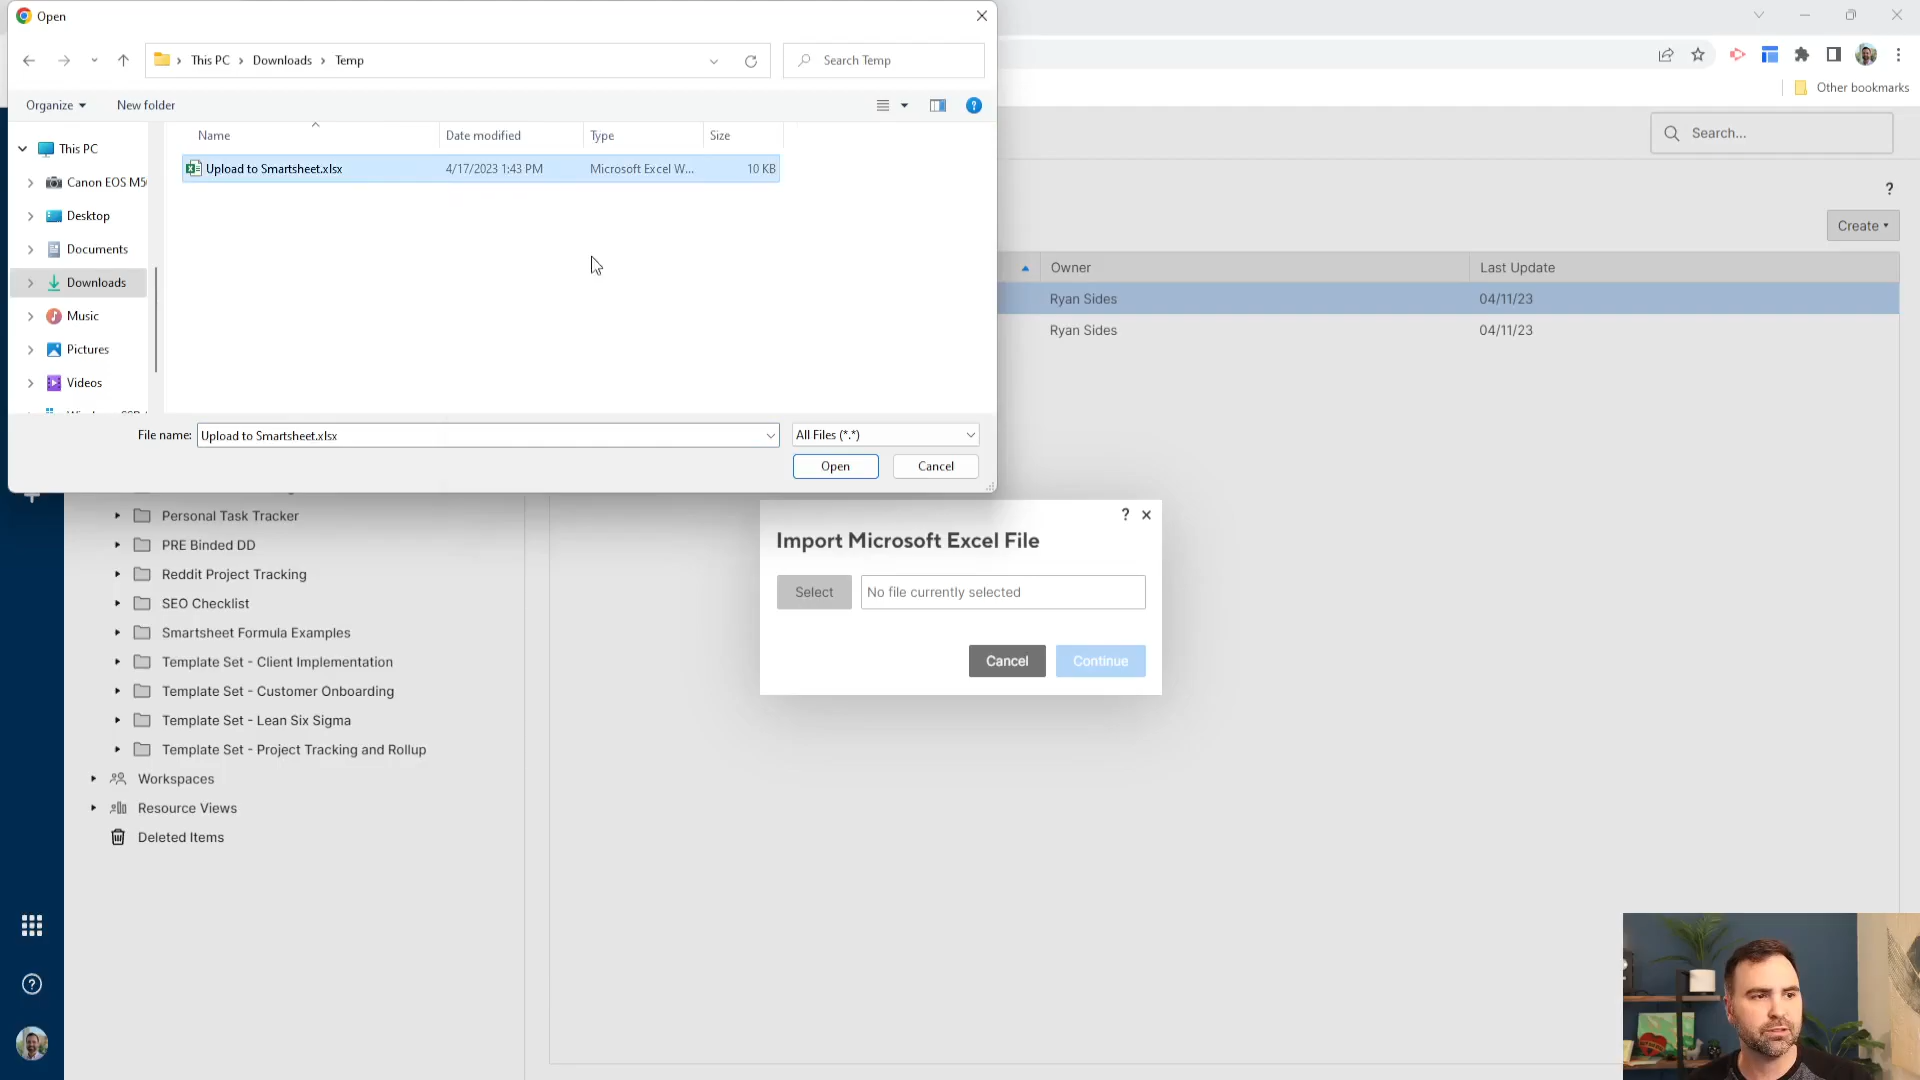 Open
This PC > Downloads > Temp
Search Temp
Organize
New folder
Other bookmarks
Name
Date modified
Type
Size
This PC
Search...
Upload to Smartsheet.xlsx
4/17/2023 1:43 PM
Microsoft Excel W...
10 KB
Canon EOS M5
?
Desktop
Create
Documents
Owner
Last Update
Downloads
Ryan Sides
04/11/23
Music
Ryan Sides
04/11/23
Pictures
Videos
File name:
Upload to Smartsheet.xlsx
All Files (*.*)
Open
Cancel
Personal Task Tracker
?
PRE Binded DD
Import Microsoft Excel File
Reddit Project Tracking
Select
No file currently selected
SEO Checklist
Smartsheet Formula Examples
Template Set - Client Implementation
Cancel
Continue
Template Set - Customer Onboarding
Template Set - Lean Six Sigma
Template Set - Project Tracking and Rollup
Workspaces
Resource Views
Deleted Items